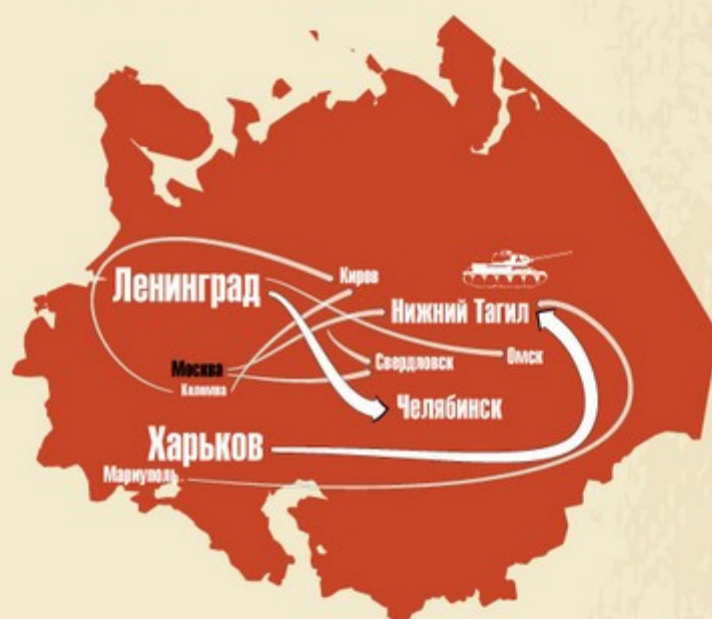 Киров
Ленинград
Нижний Тагил
Москва
Свердловск
Омск
Коломна
Челябинск
Харьков
Мариуполь